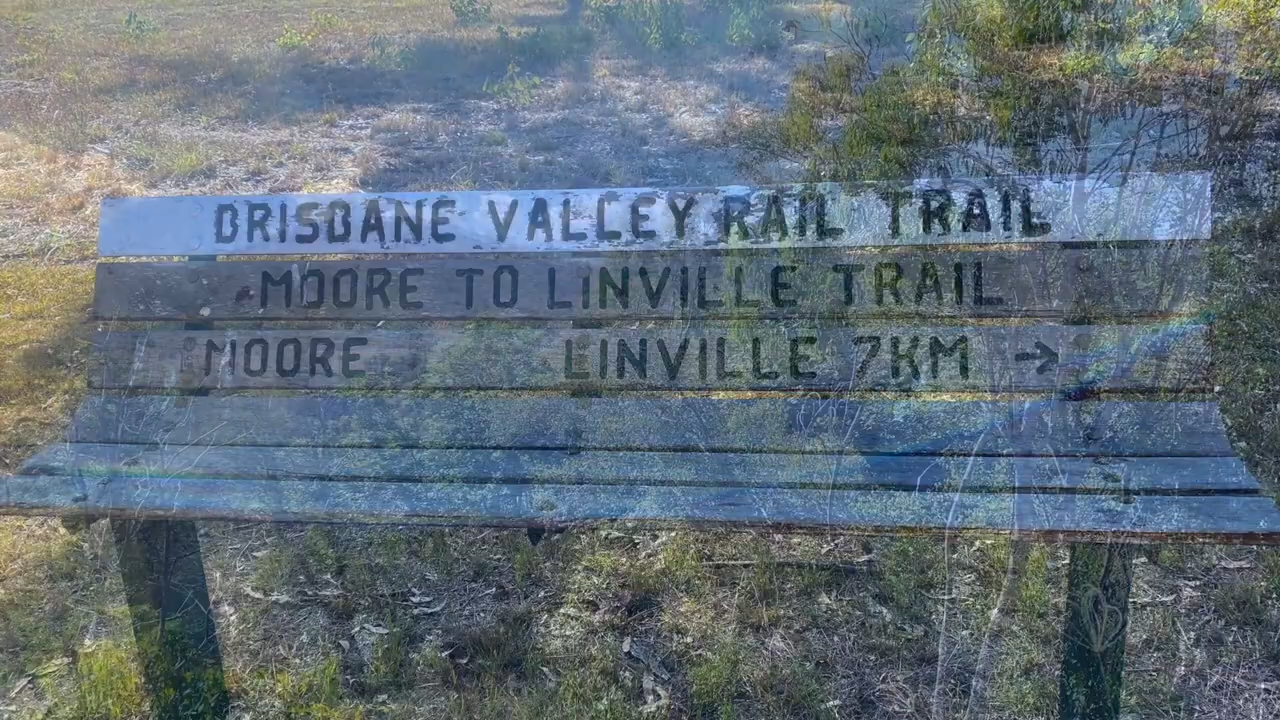 BRISBANE VALLEY RAIL TRAIL
MOORE TO LINVILLE TRAIL
MOORE LINVILLE 7KM →